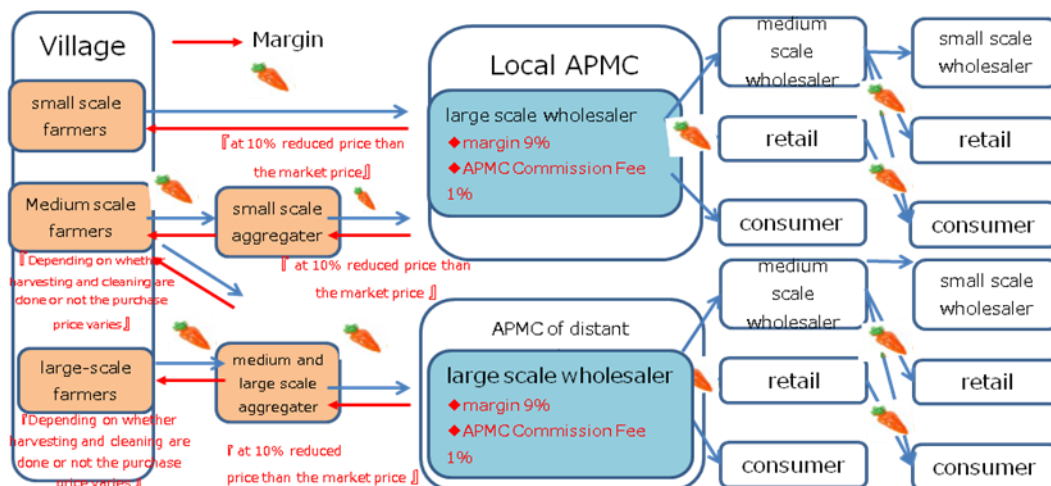 Village
Margin
small scale
farmers
『at 10% reduced price than
the market price』
Local APMC
large scale wholesaler
◆margin 9%
◆APMC Commission Fee
1%
medium
scale
wholesaler
small scale
wholesaler
retail
retail
consumer
consumer
Medium scale
farmers
small scale
aggregater
『Depending on whether
harvesting and cleaning are
done or not the purchase
price varies』
『 at 10% reduced price than
the market price 』
large-scale
farmers
medium and
large scale
aggregater
『Depending on whether
harvesting and cleaning are
done or not the purchase
price varies』
『at 10% reduced
price than the market price 』
APMC of distant
large scale wholesaler
◆margin 9%
◆APMC Commission Fee
1%
medium
scale
wholesaler
small scale
wholesaler
retail
retail
consumer
consumer